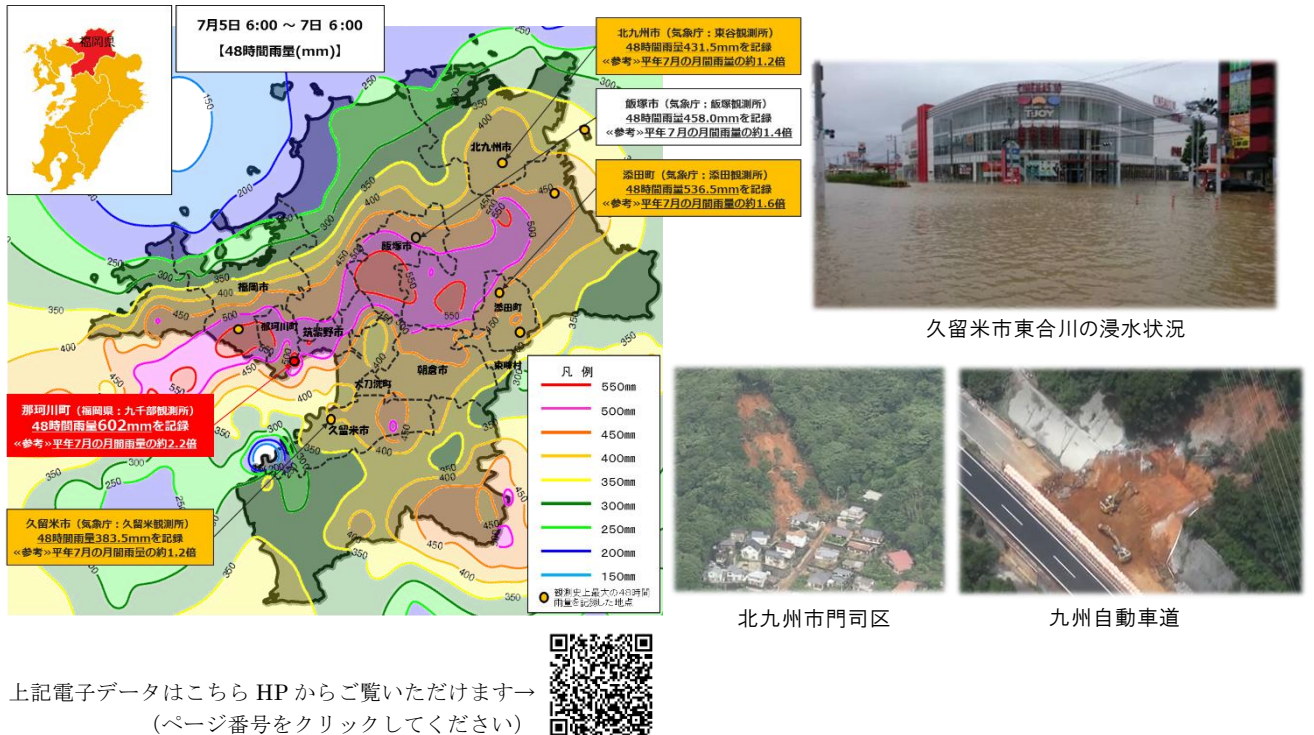 福岡県
7月5日 6:00 ～ 7日 6:00
【48時間雨量(mm)】
北九州市（気象庁：東谷観測所）
48時間雨量431.5mmを記録
≪参考≫平年7月の月間雨量の約1.2倍
飯塚市（気象庁：飯塚観測所）
48時間雨量458.0mmを記録
≪参考≫平年7月の月間雨量の約1.4倍
添田町（気象庁：添田観測所）
48時間雨量536.5mmを記録
≪参考≫平年7月の月間雨量の約1.6倍
北九州市
飯塚市
福岡市
添田町
那珂川町
筑紫野市
朝倉市
東峰村
大刀洗町
久留米市
那珂川町（福岡県：九千部観測所）
48時間雨量602mmを記録
≪参考≫平年7月の月間雨量の約2.2倍
久留米市（気象庁：久留米観測所）
48時間雨量383.5mmを記録
≪参考≫平年7月の月間雨量の約1.2倍
凡 例
550mm
500mm
450mm
400mm
350mm
300mm
250mm
200mm
150mm
観測史上最大の48時間
雨量を記録した地点
T・JOY
久留米市東合川の浸水状況
北九州市門司区
九州自動車道
上記電子データはこちら HP からご覧いただけます→
（ページ番号をクリックしてください）